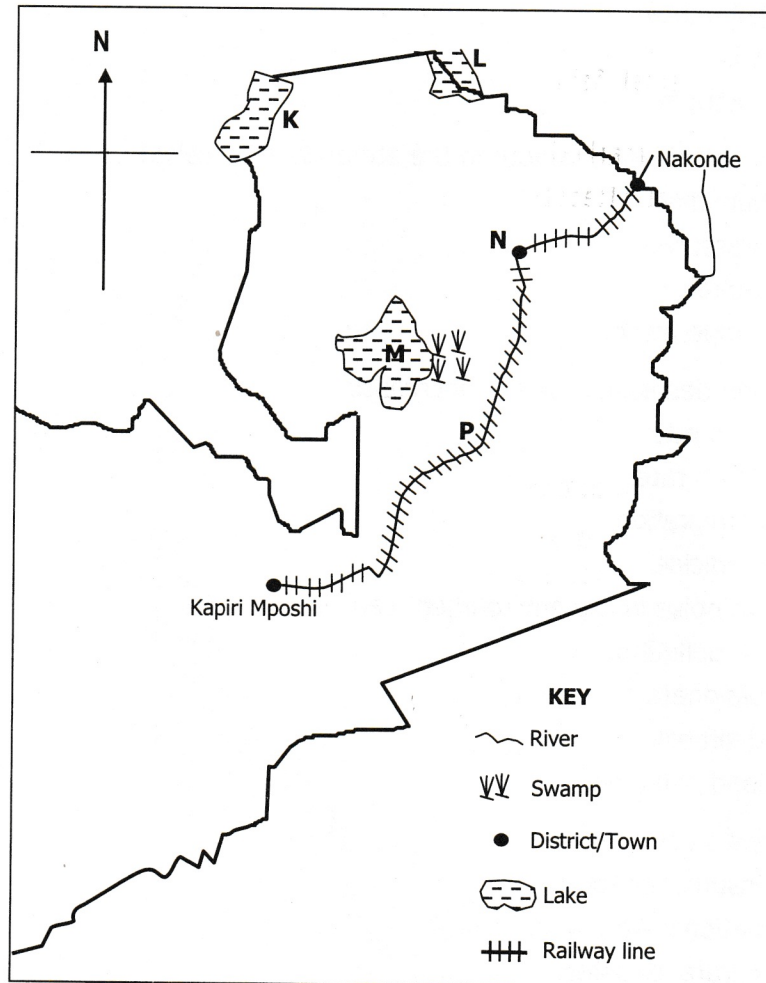 N
L
K
Nakonde
N
M
P
Kapiri Mposhi
KEY
River
Swamp
District/Town
Lake
Railway line